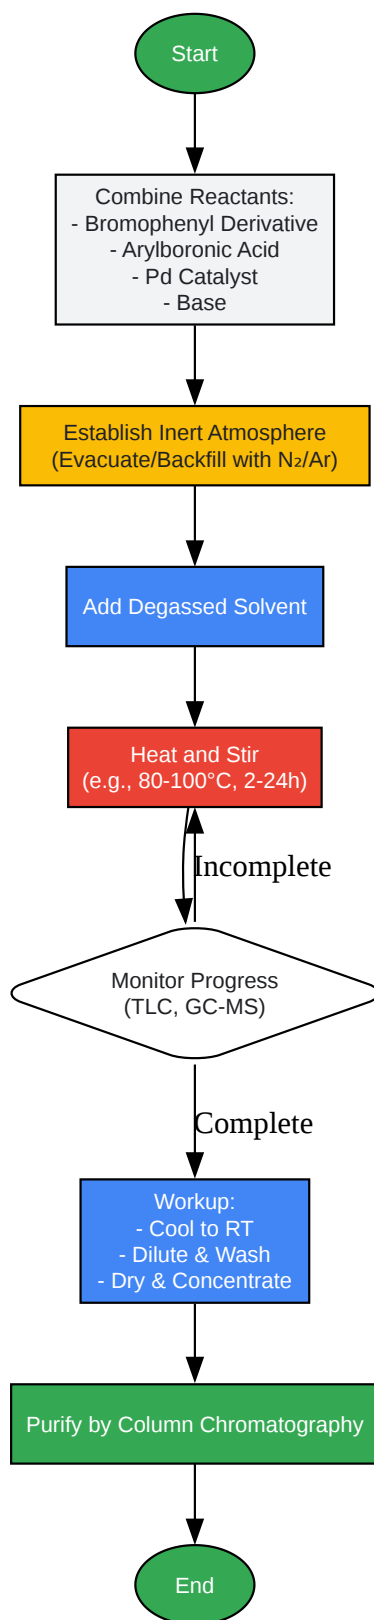 Start
Combine Reactants:
- Bromophenyl Derivative
- Arylboronic Acid
- Pd Catalyst
- Base
Establish Inert Atmosphere
(Evacuate/Backfill with N₂/Ar)
Add Degassed Solvent
Heat and Stir
(e.g., 80-100°C, 2-24h)
Incomplete
Monitor Progress
(TLC, GC-MS)
Complete
Workup:
- Cool to RT
- Dilute & Wash
- Dry & Concentrate
Purify by Column Chromatography
End